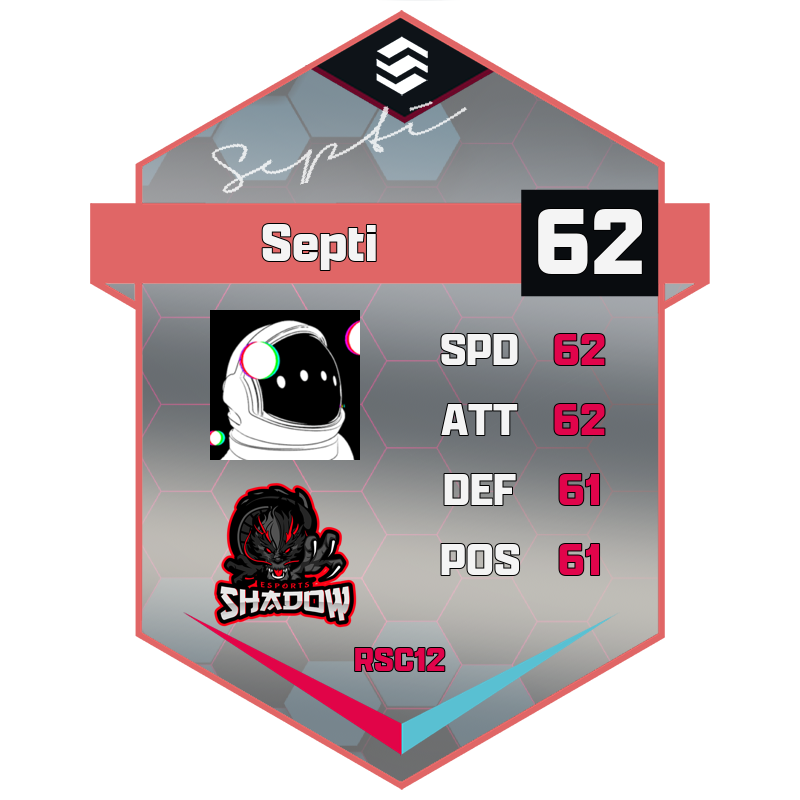 Septi
Septi
62
SPD 62
ATT 62
DEF 61
POS 61
ESPORTS
SHADOW
RSC12